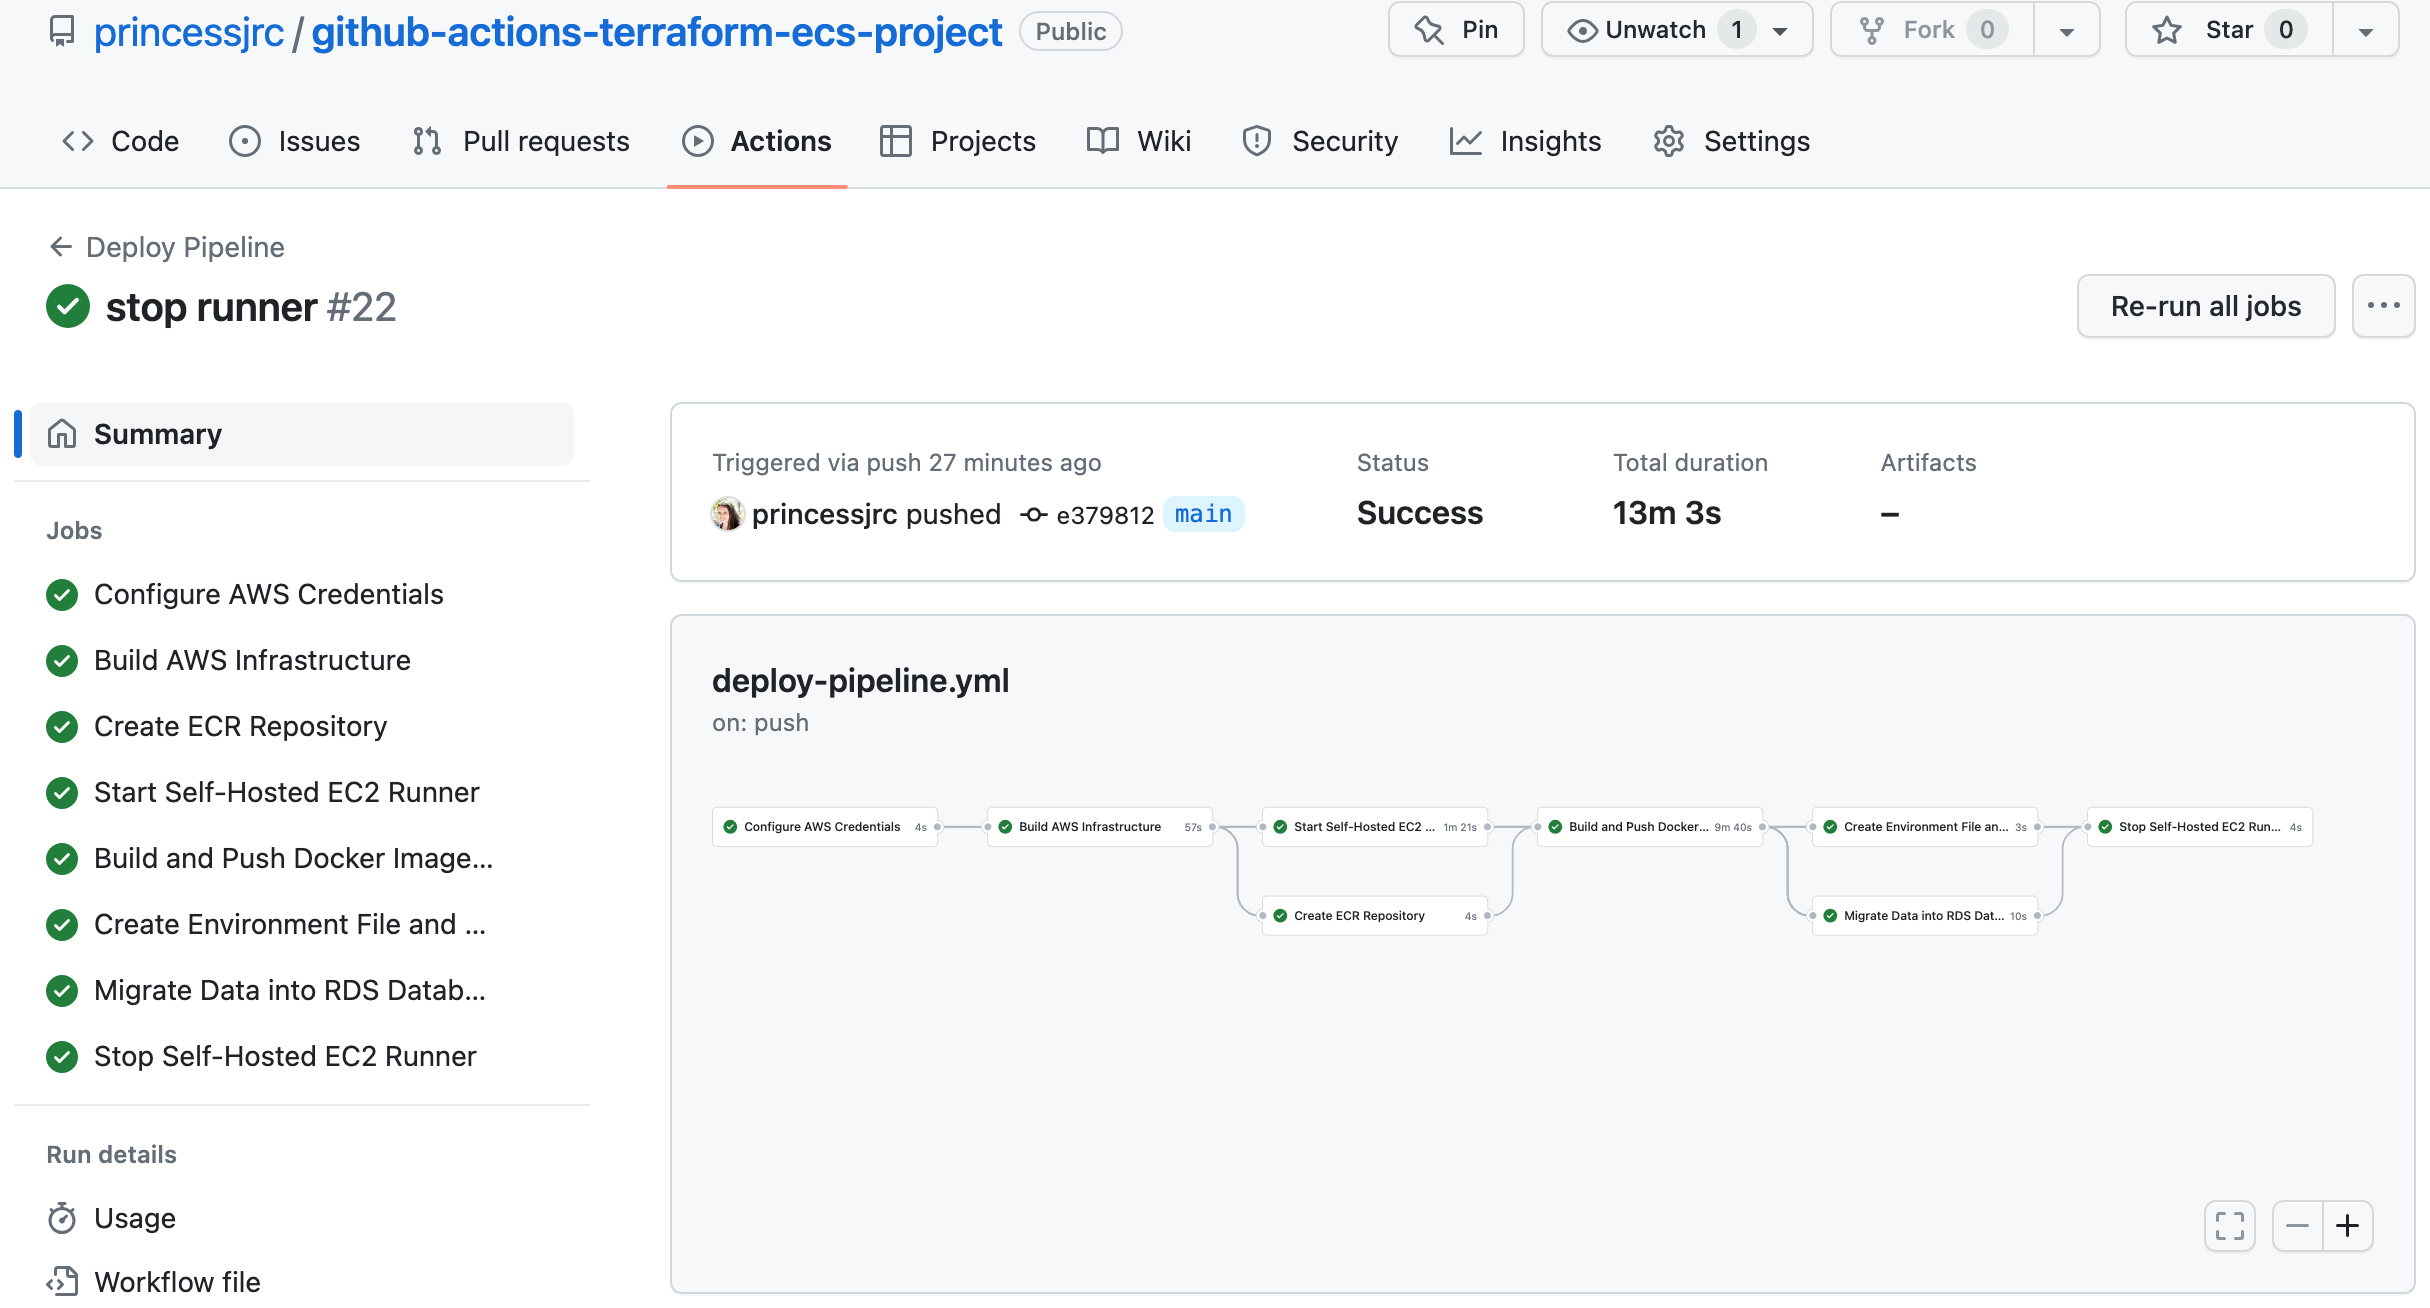 princessjrc / github-actions-terraform-ecs-project Public Pin Unwatch 1 Fork 0 Star 0
Code Issues Pull requests Actions Projects Wiki Security Insights Settings
Deploy Pipeline
stop runner #22
Re-run all jobs
Summary
Jobs
Configure AWS Credentials
Build AWS Infrastructure
Create ECR Repository
Start Self-Hosted EC2 Runner
Build and Push Docker Image...
Create Environment File and ...
Migrate Data into RDS Datab...
Stop Self-Hosted EC2 Runner
Run details
Usage
Workflow file
Triggered via push 27 minutes ago
princessjrc pushed e379812 main
Status
Success
Total duration
13m 3s
Artifacts
–
deploy-pipeline.yml
on: push
Configure AWS Credentials 4s
Build AWS Infrastructure 57s
Start Self-Hosted EC2 ... 1m 21s
Create ECR Repository 4s
Build and Push Docker... 9m 40s
Create Environment File an... 3s
Migrate Data into RDS Dat... 10s
Stop Self-Hosted EC2 Run... 4s